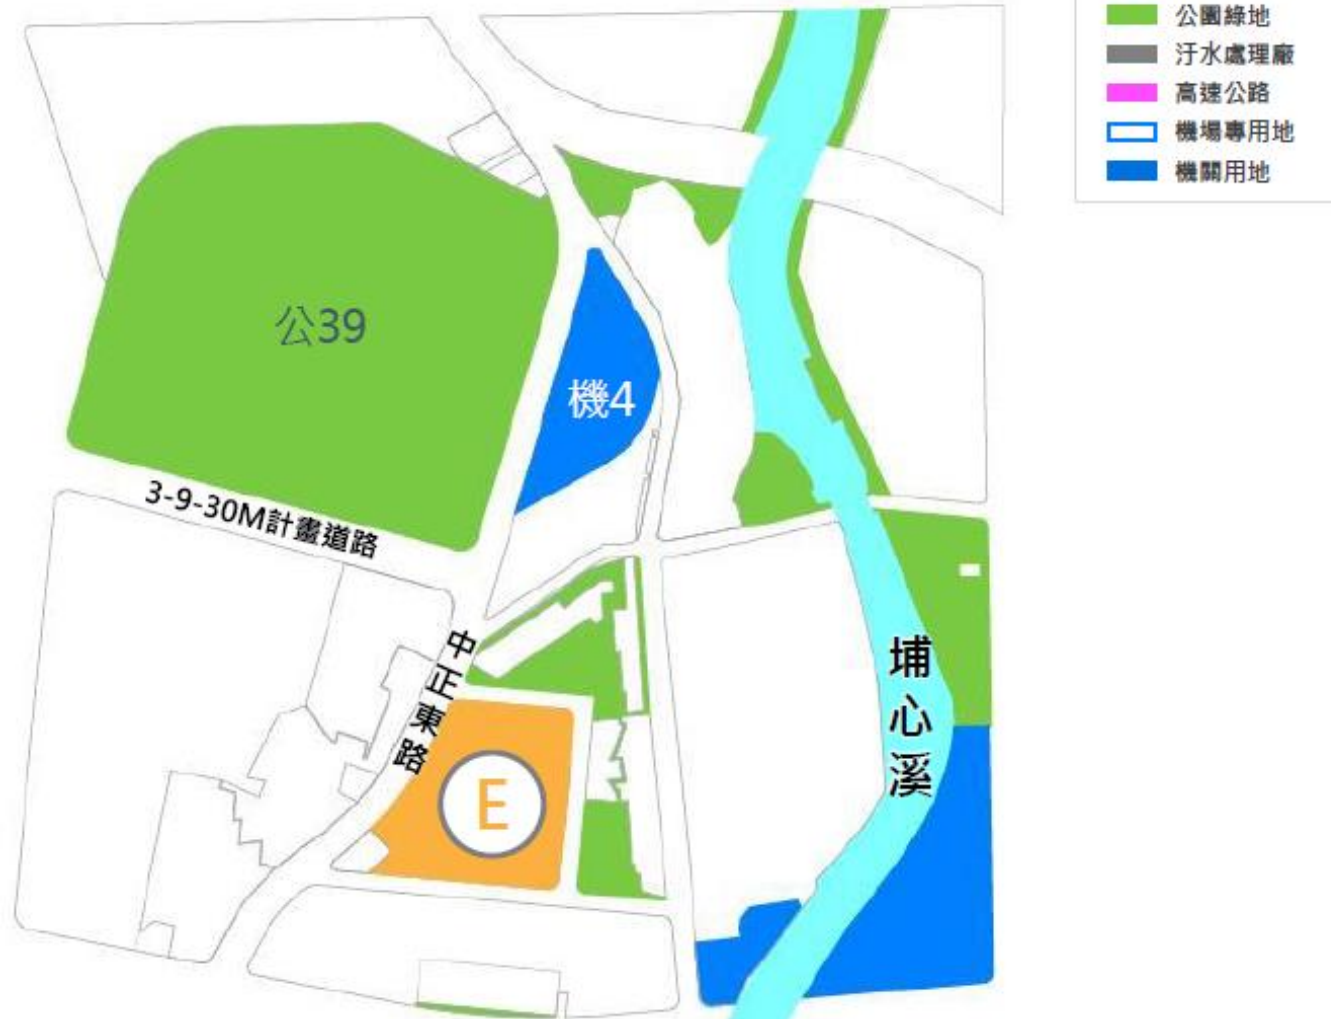 公園綠地
汙水處理廠
高速公路
機場專用地
機關用地
公39
機4
3-9-30M計畫道路
中正東路
E
埔心溪